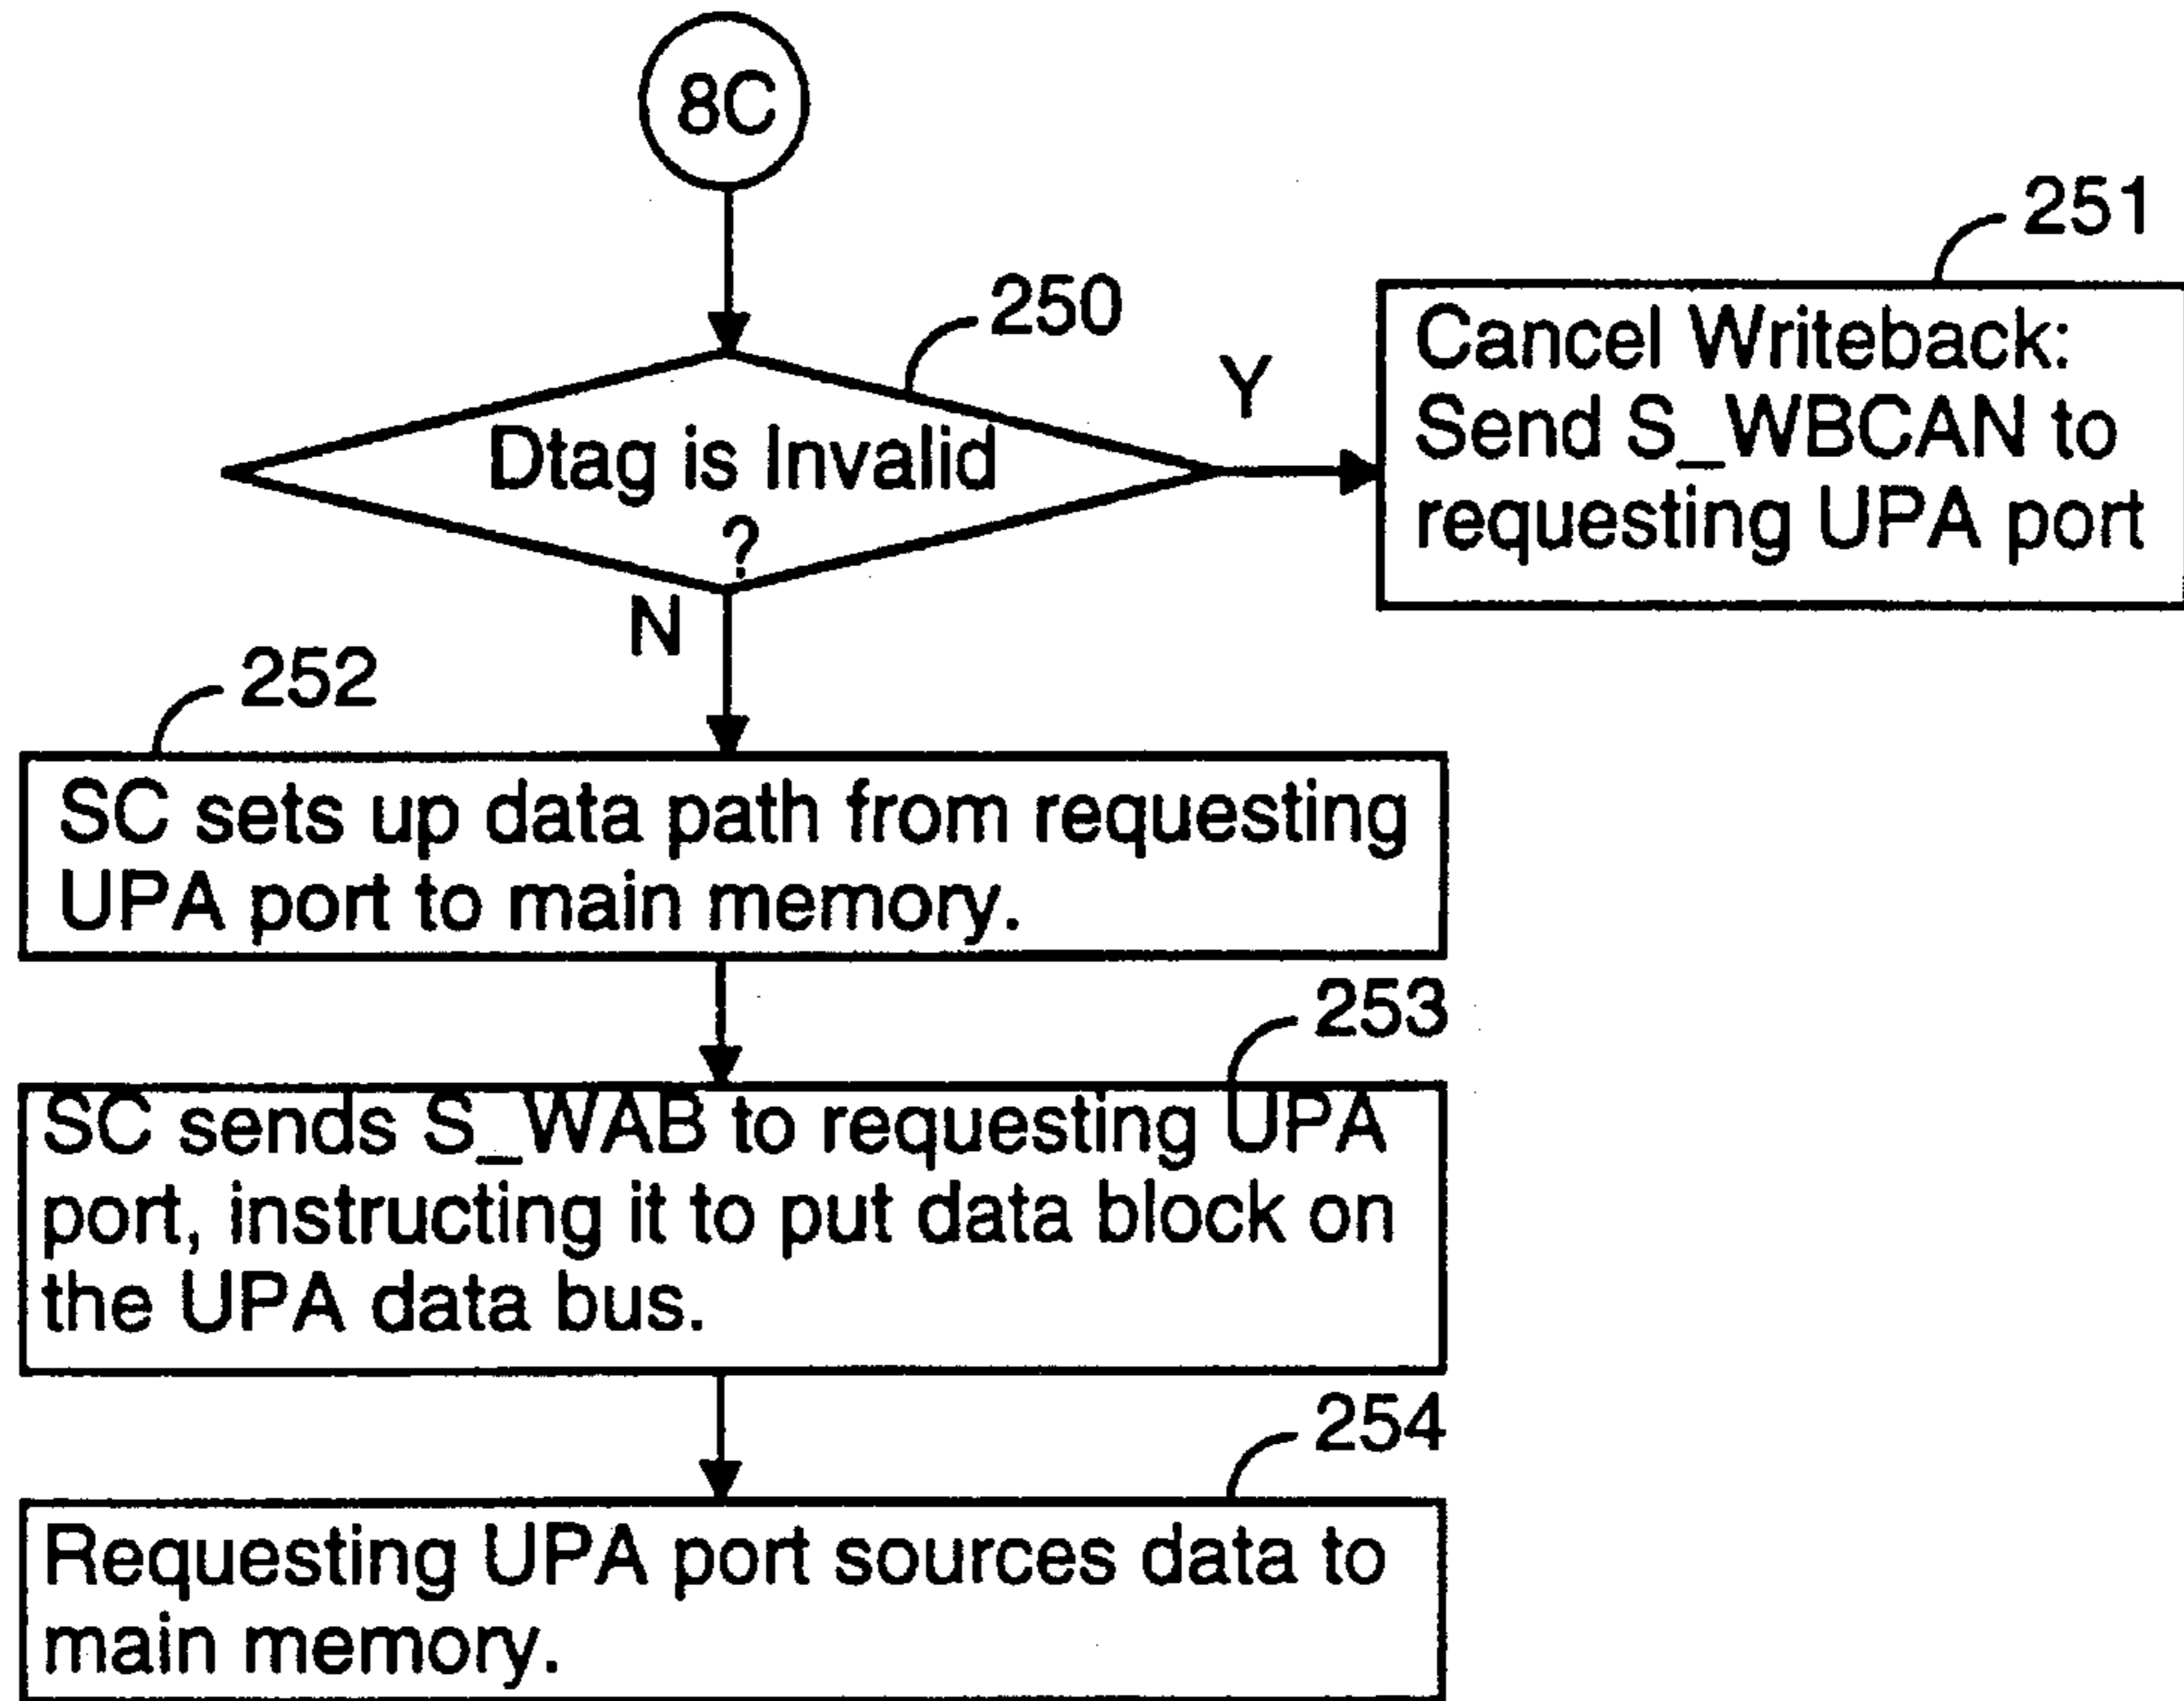 8C
250
251
Dtag is Invalid
?
Y
Cancel Writeback:
Send S_WBCAN to
requesting UPA port
N
252
SC sets up data path from requesting
UPA port to main memory.
253
SC sends S_WAB to requesting UPA
port, instructing it to put data block on
the UPA data bus.
254
Requesting UPA port sources data to
main memory.